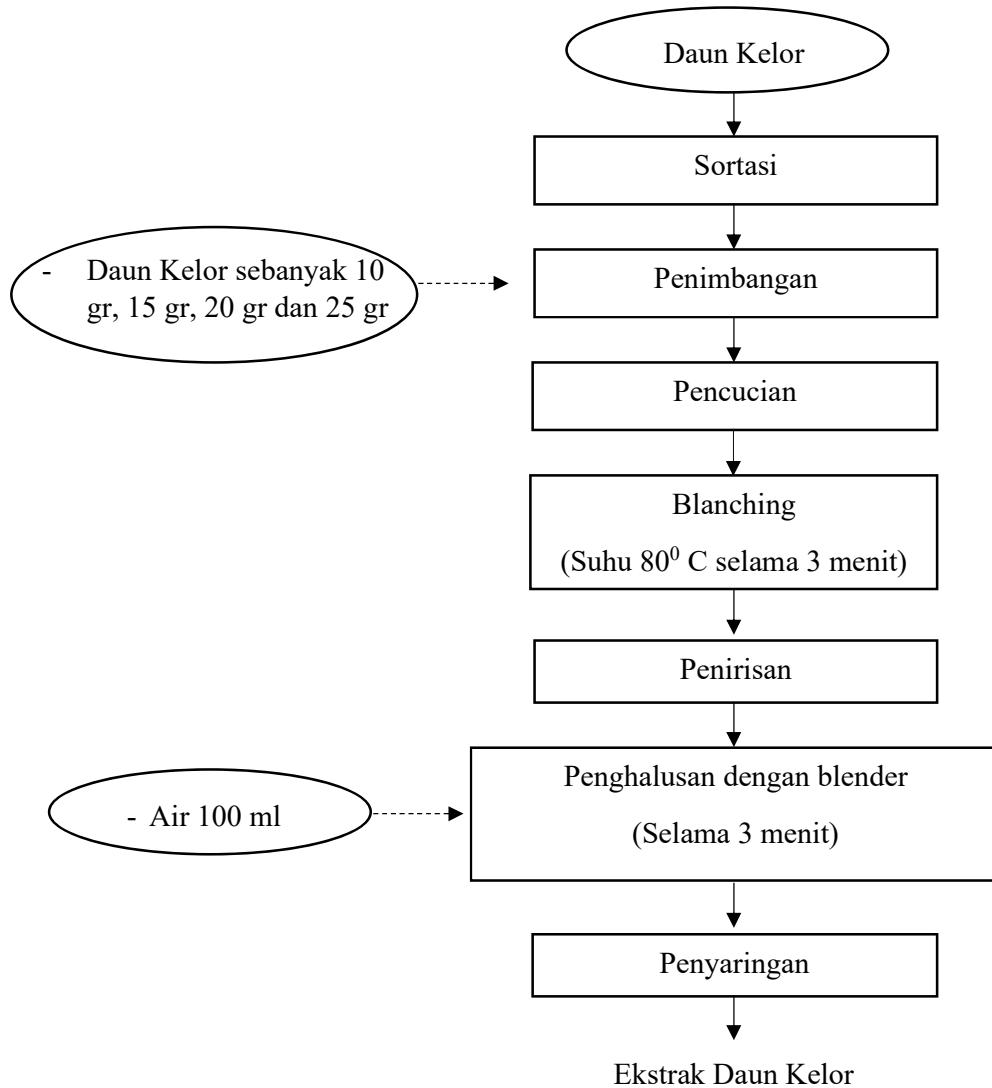 Daun Kelor
Sortasi
- Daun Kelor sebanyak 10
gr, 15 gr, 20 gr dan 25 gr
Penimbangan
Pencucian
Blanching
(Suhu 80⁰ C selama 3 menit)
Penirisan
Penghalusan dengan blender
(Selama 3 menit)
- Air 100 ml
Penyaringan
Ekstrak Daun Kelor